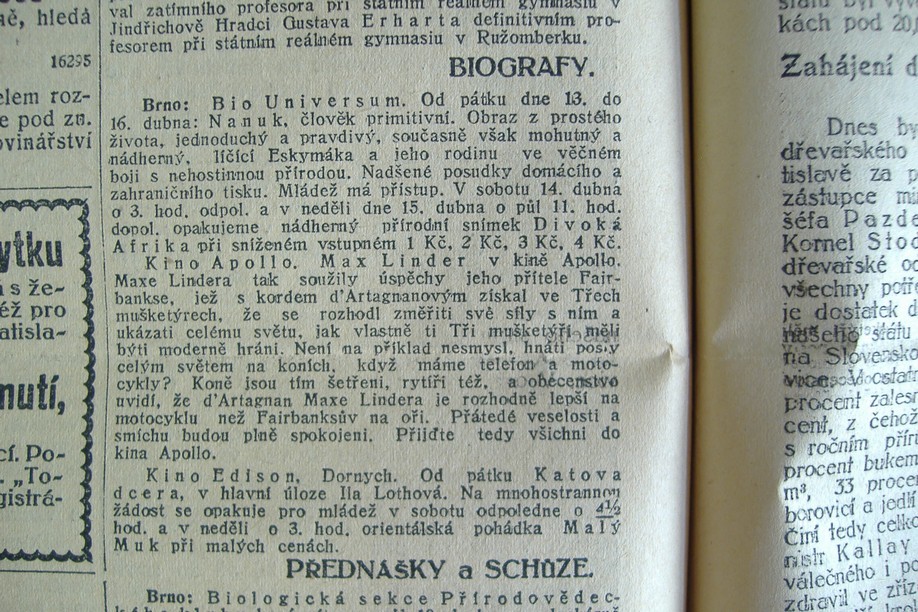 ně, hledá
16295
elem roz-
e pod zn.
ovinářství
ytku
i s že-
éž pro
atisla-
nutí,
cí. Po-
„To-
gistrá-
val zatímního profesora při státním reálném gymnasiu v
Jindřichově Hradci Gustava Erharta definitivním pro-
fesorem při státním reálném gymnasiu v Ružomberku.
BIOGRAFY.
Brno: Bio Universum. Od pátku dne 13. do
16. dubna: Nanuk, člověk primitivní. Obraz z prostého
života, jednoduchý a pravdivý, současně však mohutný a
nádherný, líčící Eskymáka a jeho rodinu ve věčném
boji s nehostinnou přírodou. Nadšené posudky domácího a
zahraničního tisku. Mládež má přístup. V sobotu 14. dubna
o 3. hod. odpol. a v neděli dne 15. dubna o půl 11. hod.
dopol. opakujeme nádherný přírodní snímek Divoká
Afrika při sníženém vstupném 1 Kč, 2 Kč, 3 Kč, 4 Kč.
Kino Apollo. Max Linder v kině Apollo.
Maxe Lindera tak soužily úspěchy jeho přítele Fair-
bankse, jež s kordem d'Artagnanovým získal ve Třech
mušketýrech, že se rozhodl změřiti své síly s ním a
ukázati celému světu, jak vlastně ti Tři mušketýři měli
býti moderně hráni. Není na příklad nesmysl, hnáti posly
celým světem na koních, když máme telefon a moto-
cykly? Koně jsou tím šetřeni, rytíři též, a obecenstvo
uvidí, že d'Artagnan Maxe Lindera je rozhodně lepší na
motocyklu než Fairbanksův na oři. Přátedé veselosti a
smíchu budou plně spokojeni. Přijďte tedy všichni do
kina Apollo.
Kino Edison, Dornych. Od pátku Katova
dcera, v hlavní úloze Ila Lothová. Na mnohostrannou
žádost se opakuje pro mládež v sobotu odpoledne o 4½
hod. a v neděli o 3. hod. orientálská pohádka Malý
Muk při malých cenách.
PŘEDNÁŠKY a SCHŮZE.
Brno: Biologická sekce Přírodovědec-
kách pod 20
Zahájení d
Dnes by
dřevařského
tislavě za p
zástupce mi
šéfa Pazde
Kornel Stod
dřevařské od
všechny potře
je dostatek d
našeho státu
na Slovensko
více.
procent zales
cent, z čehož
s ročním přír
procent bukem
m³, 33 proce
borovicí a jedl
Činí tedy celko
nistr Kallay
válečného i po
zdravil ve